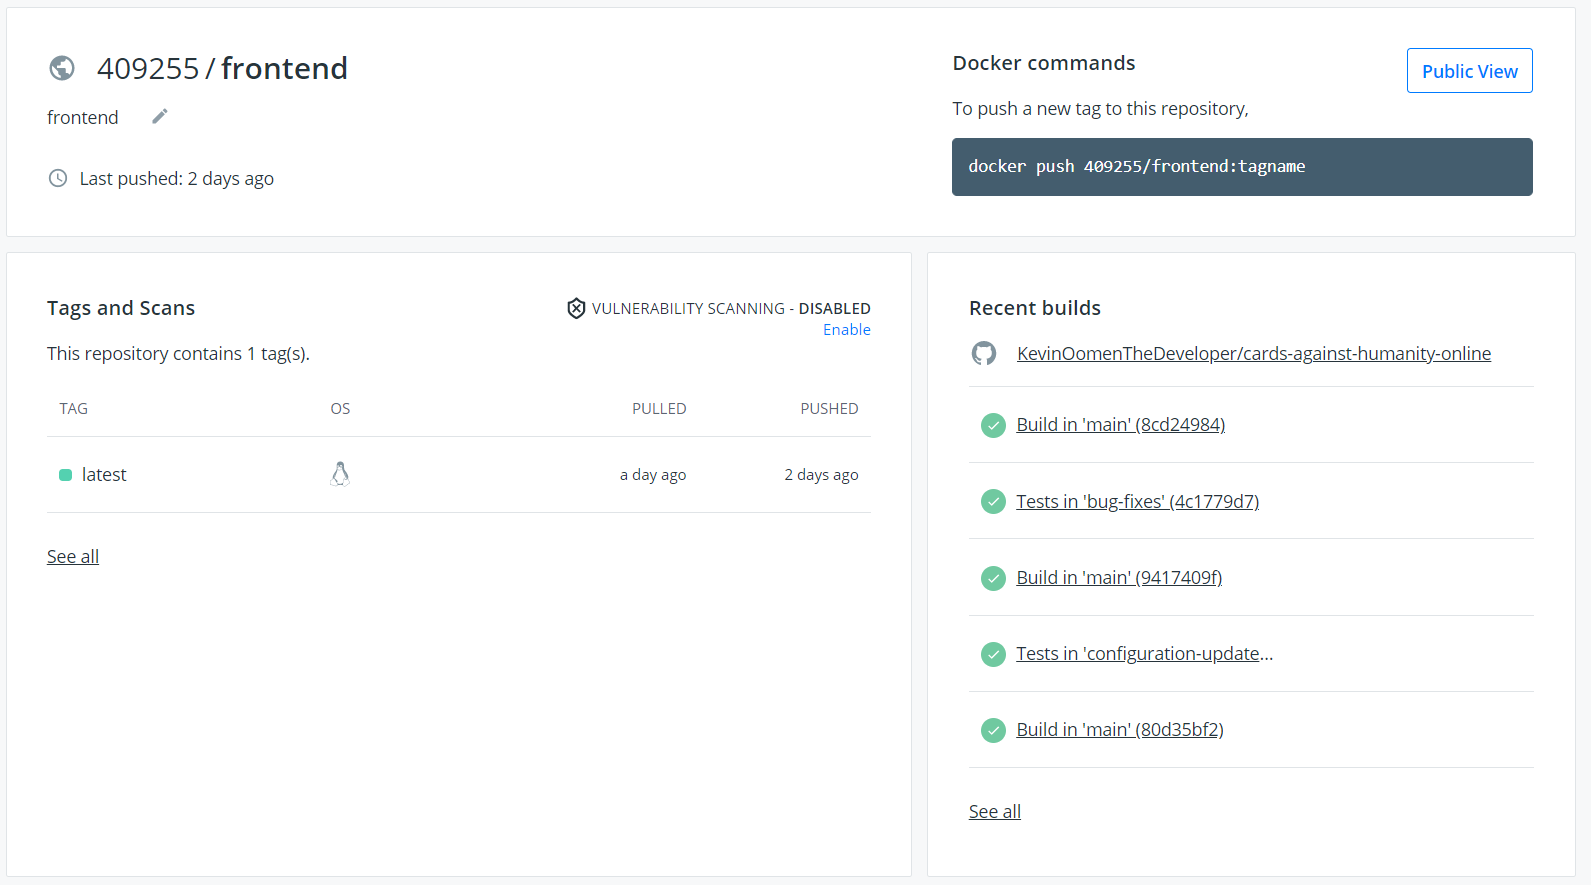 409255 / frontend
frontend
Last pushed: 2 days ago
Docker commands
Public View
To push a new tag to this repository,
docker push 409255/frontend:tagname
Tags and Scans
VULNERABILITY SCANNING - DISABLED
Enable
This repository contains 1 tag(s).
TAG OS PULLED PUSHED
latest a day ago 2 days ago
See all
Recent builds
KevinOomenTheDeveloper/cards-against-humanity-online
Build in 'main' (8cd24984)
Tests in 'bug-fixes' (4c1779d7)
Build in 'main' (9417409f)
Tests in 'configuration-update...
Build in 'main' (80d35bf2)
See all